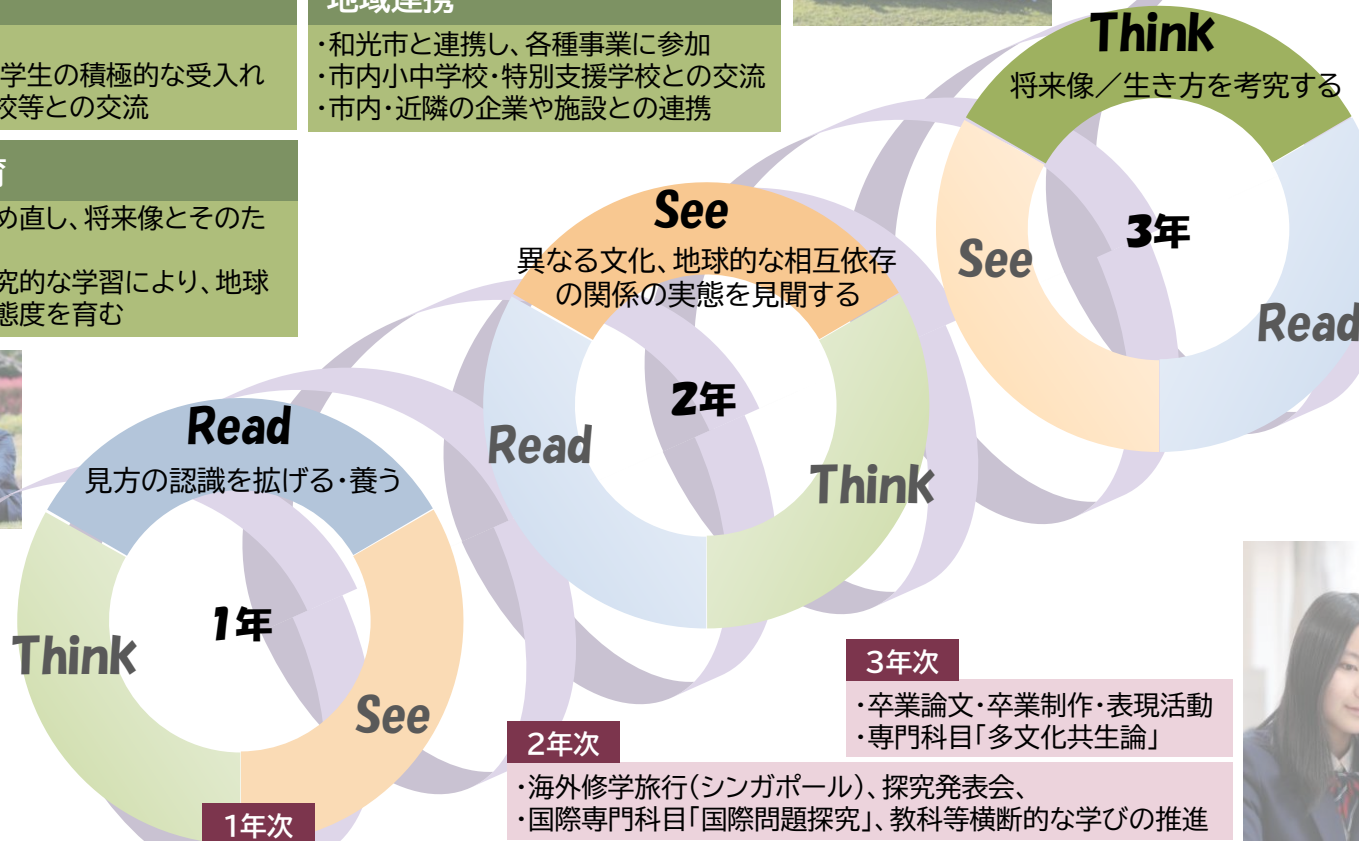 地域連携
学生の積極的な受入れ
校等との交流
・和光市と連携し、各種事業に参加
・市内小中学校・特別支援学校との交流
・市内・近隣の企業や施設との連携
育
め直し、将来像とそのた
究的な学習により、地球
態度を育む
Think
将来像／生き方を考究する
See
3年
Read
See
異なる文化、地球的な相互依存
の関係の実態を見聞する
2年
Read
Think
Read
見方の認識を拡げる・養う
1年
Think
See
3年次
・卒業論文・卒業制作・表現活動
・専門科目「多文化共生論」
2年次
・海外修学旅行(シンガポール)、探究発表会、
・国際専門科目「国際問題探究」、教科等横断的な学びの推進
1年次